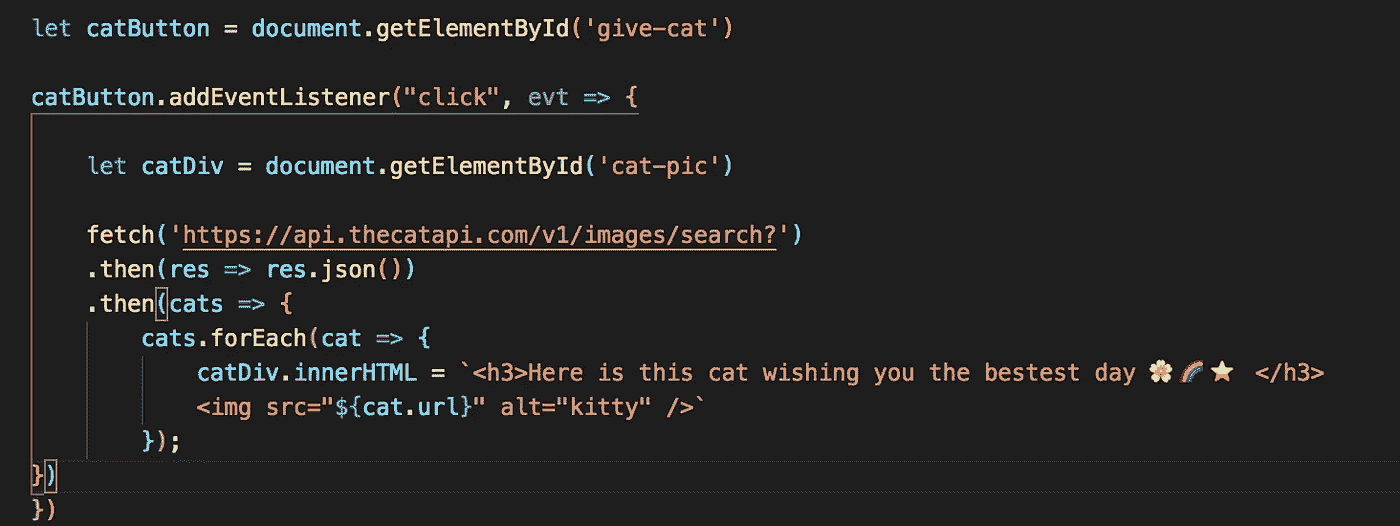 let catButton = document.getElementById('give-cat')
catButton.addEventListener("click", evt => {
let catDiv = document.getElementById('cat-pic')
fetch('https://api.thecatapi.com/v1/images/search?')
.then(res => res.json())
.then(cats => {
cats.forEach(cat => {
catDiv.innerHTML = `<h3>Here is this cat wishing you the bestest day 🌸🌈⭐ </h3>
<img src="${cat.url}" alt="kitty" />`
});
})
})